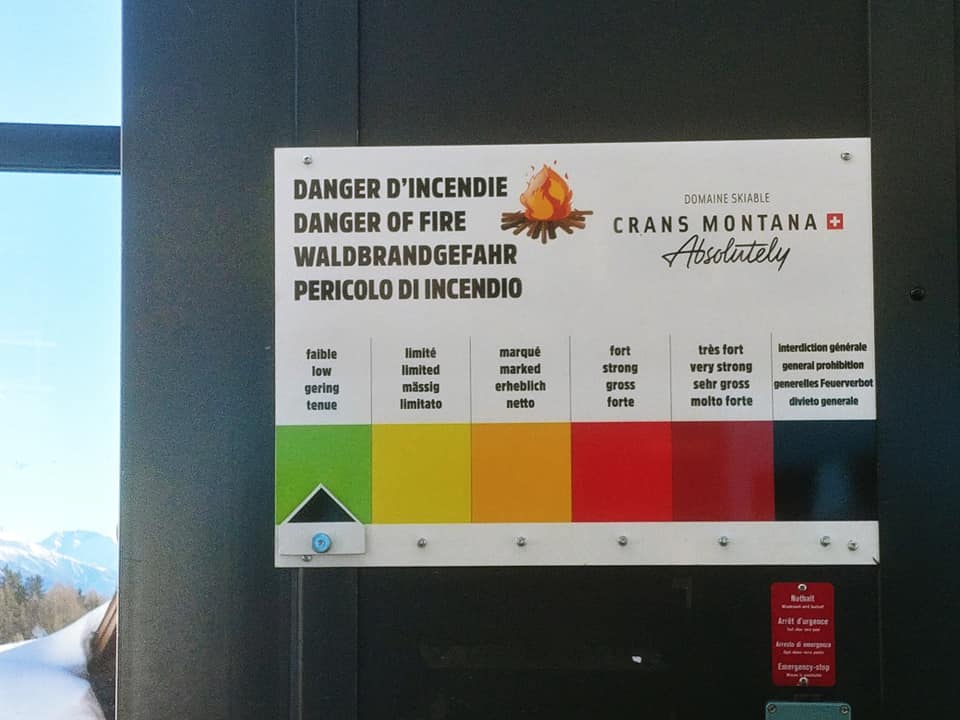 DANGER D'INCENDIE
DANGER OF FIRE
WALDBRANDGEFAHR
PERICOLO DI INCENDIO
DOMAINE SKIABLE
CRANS MONTANA
Absolutely
faible
low
gering
tenue
limité
limited
mässig
limitato
marqué
marked
erheblich
netto
fort
strong
gross
forte
très fort
very strong
sehr gross
molto forte
interdiction générale
general prohibition
generelles Feuerverbot
divieto generale
Nothalt
Arrêt d'urgence
Arresto di emergenza
Emergency-stop